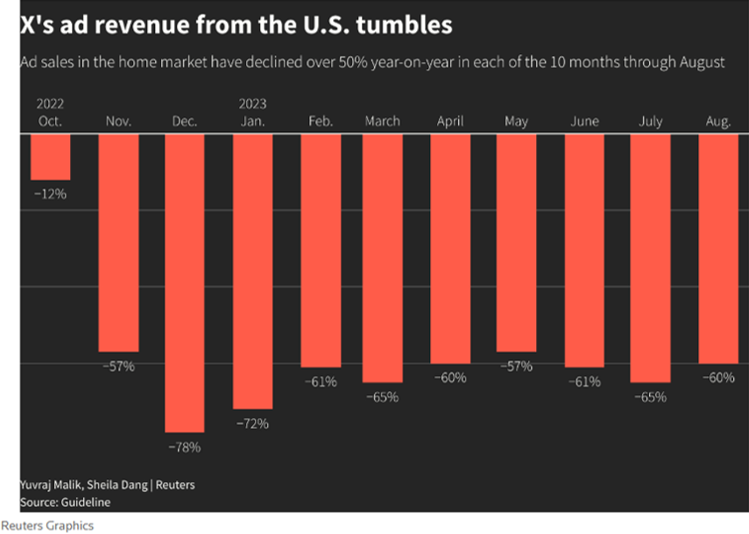 X's ad revenue from the U.S. tumbles
Ad sales in the home market have declined over 50% year-on-year in each of the 10 months through August
2022 2023
Oct. Nov. Dec. Jan. Feb. March April May June July Aug.
−12%
−57%
−78%
−72%
−61%
−65%
−60%
−57%
−61%
−65%
−60%
Yuvraj Malik, Sheila Dang | Reuters
Source: Guideline
Reuters Graphics